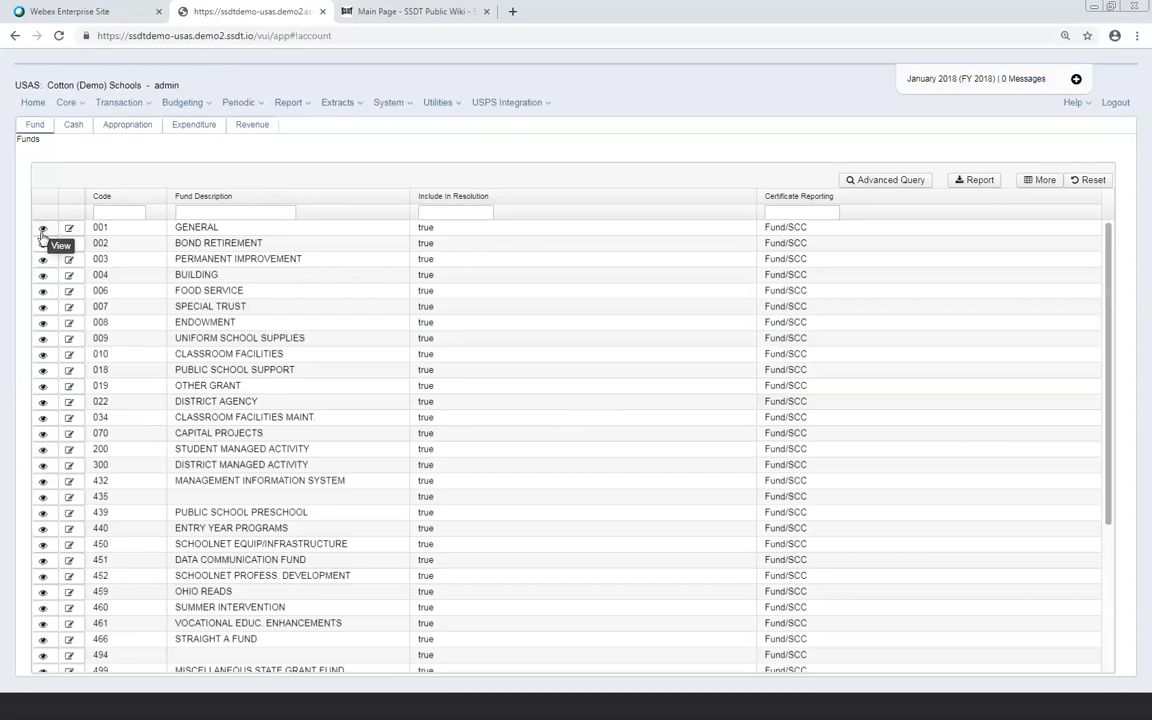 Webex Enterprise Site
https://ssdtdemo-usas.demo2.ss
Main Page - SSDT Public Wiki - S
https://ssdtdemo-usas.demo2.ssdt.io/vui/app#!account
January 2018 (FY 2018) | 0 Messages
USAS: Cotton (Demo) Schools - admin
Home Core Transaction Budgeting Periodic Report Extracts System Utilities USPS Integration Help Logout
Fund Cash Appropriation Expenditure Revenue
Funds
Advanced Query Report More Reset
Code Fund Description Include In Resolution Certificate Reporting
001 GENERAL true Fund/SCC
View
002 BOND RETIREMENT true Fund/SCC
003 PERMANENT IMPROVEMENT true Fund/SCC
004 BUILDING true Fund/SCC
006 FOOD SERVICE true Fund/SCC
007 SPECIAL TRUST true Fund/SCC
008 ENDOWMENT true Fund/SCC
009 UNIFORM SCHOOL SUPPLIES true Fund/SCC
010 CLASSROOM FACILITIES true Fund/SCC
018 PUBLIC SCHOOL SUPPORT true Fund/SCC
019 OTHER GRANT true Fund/SCC
022 DISTRICT AGENCY true Fund/SCC
034 CLASSROOM FACILITIES MAINT. true Fund/SCC
070 CAPITAL PROJECTS true Fund/SCC
200 STUDENT MANAGED ACTIVITY true Fund/SCC
300 DISTRICT MANAGED ACTIVITY true Fund/SCC
432 MANAGEMENT INFORMATION SYSTEM true Fund/SCC
435 true Fund/SCC
439 PUBLIC SCHOOL PRESCHOOL true Fund/SCC
440 ENTRY YEAR PROGRAMS true Fund/SCC
450 SCHOOLNET EQUIP/INFRASTRUCTURE true Fund/SCC
451 DATA COMMUNICATION FUND true Fund/SCC
452 SCHOOLNET PROFESS. DEVELOPMENT true Fund/SCC
459 OHIO READS true Fund/SCC
460 SUMMER INTERVENTION true Fund/SCC
461 VOCATIONAL EDUC. ENHANCEMENTS true Fund/SCC
466 STRAIGHT A FUND true Fund/SCC
494 true Fund/SCC
499 MISCELLANEOUS STATE GRANT FUND true Fund/SCC